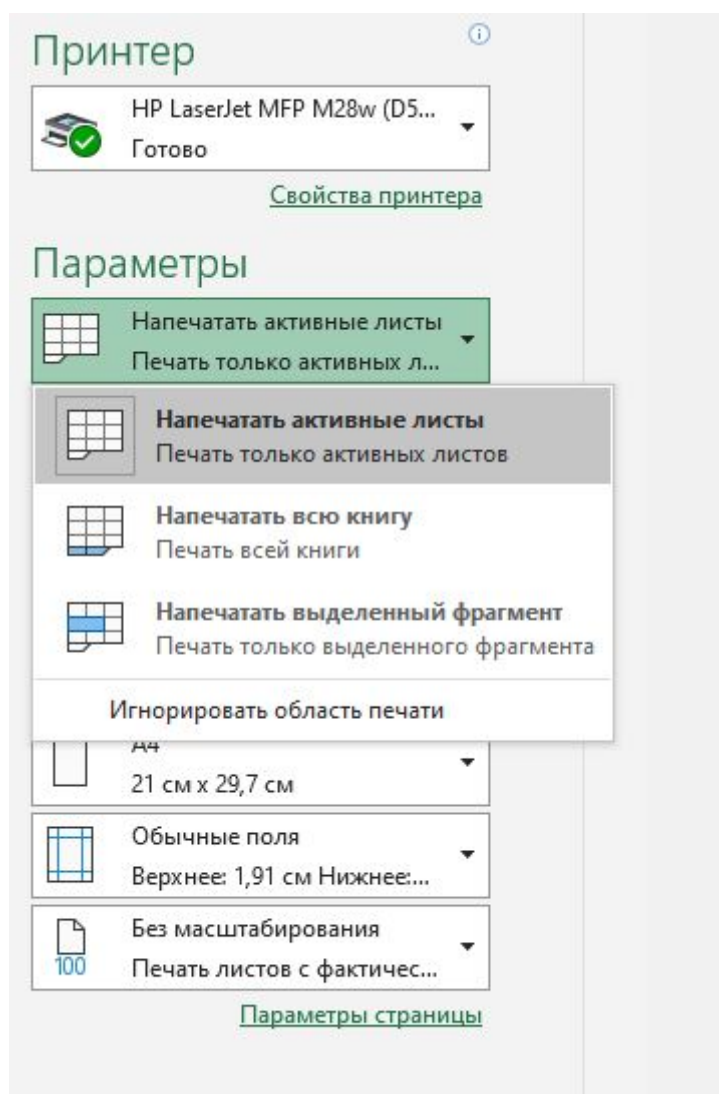 Принтер
HP LaserJet MFP M28w (D5...
Готово
Свойства принтера
Параметры
Напечатать активные листы
Печать только активных л...
Напечатать активные листы
Печать только активных листов
Напечатать всю книгу
Печать всей книги
Напечатать выделенный фрагмент
Печать только выделенного фрагмента
Игнорировать область печати
A4
21 см x 29,7 см
Обычные поля
Верхнее: 1,91 см Нижнее:...
Без масштабирования
100
Печать листов с фактичес...
Параметры страницы